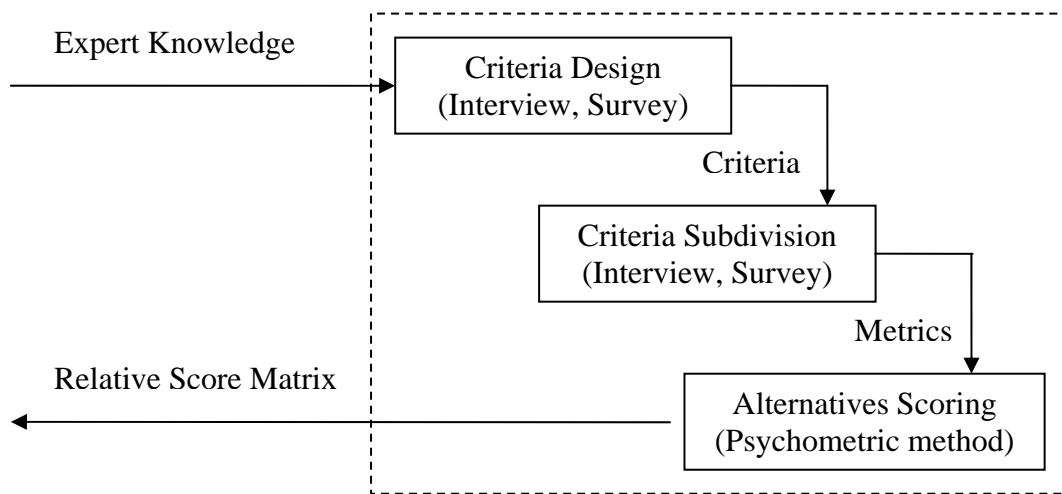 Expert Knowledge
Criteria Design
(Interview, Survey)
Criteria
Criteria Subdivision
(Interview, Survey)
Metrics
Relative Score Matrix
Alternatives Scoring
(Psychometric method)